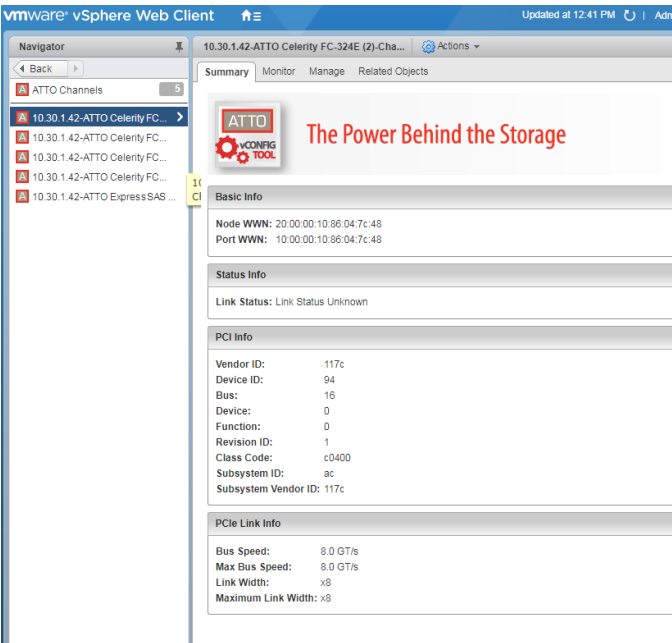 vmware® vSphere Web Client
Updated at 12:41 PM | Adm
Navigator
Back
ATTO Channels 5
10.30.1.42-ATTO Celerity FC... >
10.30.1.42-ATTO Celerity FC...
10.30.1.42-ATTO Celerity FC...
10.30.1.42-ATTO Celerity FC...
10.30.1.42-ATTO ExpressSAS ...
10.30.1.42-ATTO Celerity FC-324E (2)-Cha... Actions
Summary Monitor Manage Related Objects
ATTO
vCONFIG
TOOL
The Power Behind the Storage
Basic Info
Node WWN: 20:00:00:10:86:04:7c:48
Port WWN: 10:00:00:10:86:04:7c:48
Status Info
Link Status: Link Status Unknown
PCI Info
Vendor ID: 117c
Device ID: 94
Bus: 16
Device: 0
Function: 0
Revision ID: 1
Class Code: c0400
Subsystem ID: ac
Subsystem Vendor ID: 117c
PCIe Link Info
Bus Speed: 8.0 GT/s
Max Bus Speed: 8.0 GT/s
Link Width: x8
Maximum Link Width: x8